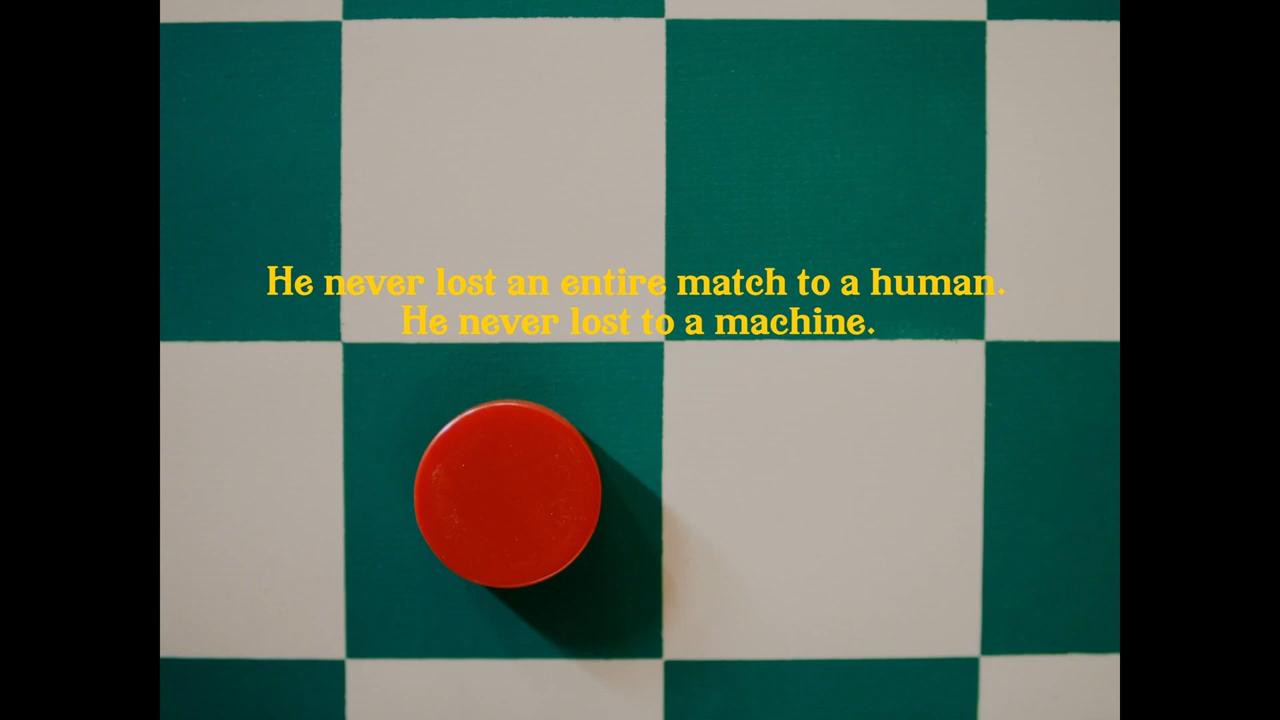 He never lost an entire match to a human.
He never lost to a machine.